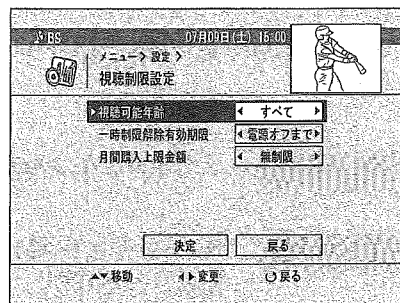 BS 07月09日(土) 15:00
メニュー > 設定 >
視聴制限設定
▶視聴可能年齢 ◀ すべて ▶
一時制限解除有効期限 ◀ 電源オフまで ▶
月間購入上限金額 ◀ 無制限 ▶
決定 戻る
▲▼移動 ◀▶変更 戻る